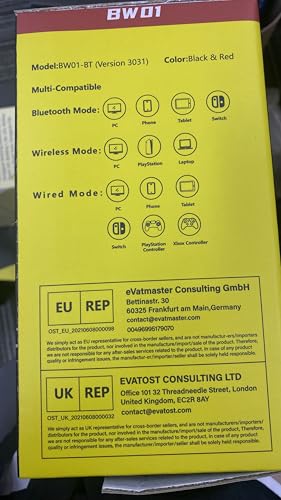 BW01
Model:BW01-BT (Version 3031) Color:Black & Red
Multi-Compatible
Bluetooth Mode:
PC Phone Tablet Switch
Wireless Mode:
PC PlayStation Laptop
Wired Mode:
PC Phone Tablet
Switch PlayStation Controller Xbox Controller
EU REP
eVatmaster Consulting GmbH
Bettinastr. 30
60325 Frankfurt am Main,Germany
contact@evatmaster.com
OST_EU_20210608000098 00496995179070
We simply act as EU representative for cross-border sellers, and are not manufactur-ers/importers
distributors for the product, nor involved in the manufacture/import/sale of the product, Therefore,
we are not responsible for any after-sales services related to the product. In case of any product
quality or infringement issues, the manufacturer/importer/seller shall be solely held responsible.
UK REP
EVATOST CONSULTING LTD
Office 101 32 Threadneedle Street, London
United Kingdom, EC2R 8AY
OST_UK_20210608000032 contact@evatost.com
We simply act as UK representative for cross-border sellers, and are not manufacturers/importers/
distributors for the product, nor involved in the manufacture/import/sale of the product, Therefore,
we are not responsible for any after-sales services related to the product. In case of any product
quality or infringement issues, the manufacturer/importer/seller shall be solely held responsible.